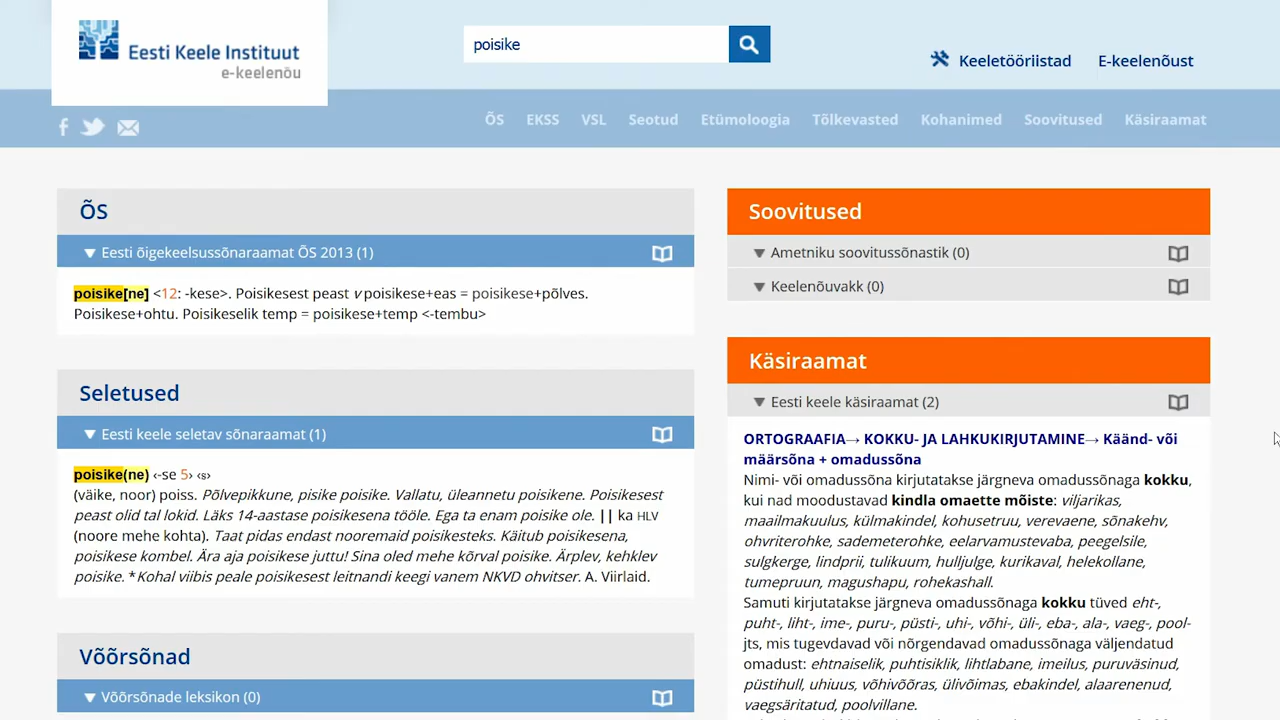 Eesti Keele Instituut
e-keelenõu
poisike
Keeletööriistad
E-keelenõust
ÕS
EKSS
VSL
Seotud
Etümoloogia
Tõlkevasted
Kohanimed
Soovitused
Käsiraamat
ÕS
Eesti õigekeelsussõnaraamat ÕS 2013 (1)
poisike[ne] <12: -kese>. Poisikesest peast v poisikese+eas = poisikese+põlves.
Poisikese+ohtu. Poisikeselik temp = poisikese+temp <-tembu>
Seletused
Eesti keele seletav sõnaraamat (1)
poisike(ne) ‹-se 5› ‹s›
(väike, noor) poiss. Põlvepikkune, pisike poisike. Vallatu, üleannetu poisikene. Poisikesest
peast olid tal lokid. Läks 14-aastase poisikesena tööle. Ega ta enam poisike ole. || ka HLV
(noore mehe kohta). Taat pidas endast nooremaid poisikesteks. Käitub poisikesena,
poisikese kombel. Ära aja poisikese juttu! Sina oled mehe kõrval poisike. Ärplev, kehklev
poisike. *Kohal viibis peale poisikesest leitnandi keegi vanem NKVD ohvitser. A. Viirlaid.
Võõrsõnad
Võõrsõnade leksikon (0)
Soovitused
Ametniku soovitussõnastik (0)
Keelenõuvakk (0)
Käsiraamat
Eesti keele käsiraamat (2)
ORTOGRAAFIA→ KOKKU- JA LAHKUKIRJUTAMINE→ Käänd- või
määrsõna + omadussõna
Nimi- või omadussõna kirjutatakse järgneva omadussõnaga kokku,
kui nad moodustavad kindla omaette mõiste: viljarikas,
maailmakuulus, külmakindel, kohusetruu, verevaene, sõnakehv,
ohvriterohke, sademeterohke, eelarvamustevaba, peegelsile,
sulgkerge, lindprii, tulikuum, hulljulge, kurikaval, helekollane,
tumepruun, magushapu, rohekashall.
Samuti kirjutatakse järgneva omadussõnaga kokku tüved eht-,
puht-, liht-, ime-, puru-, püsti-, uhi-, võhi-, üli-, eba-, ala-, vaeg-, pool-
jts, mis tugevdavad või nõrgendavad omadussõnaga väljendatud
omadust: ehtnaiselik, puhtisiklik, lihtlabane, imeilus, puruväsinud,
püstihull, uhiuus, võhivõõras, ülivõimas, ebakindel, alaarenenud,
vaegsäritatud, poolvillane.